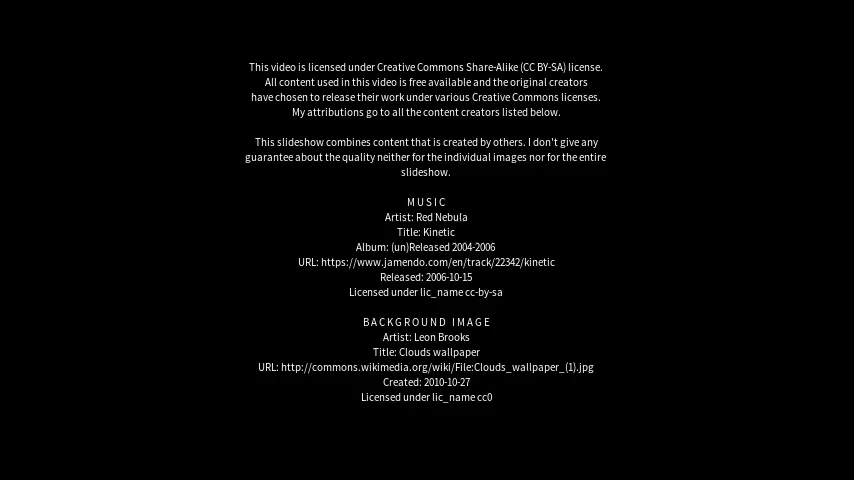 This video is licensed under Creative Commons Share-Alike (CC BY-SA) license.
All content used in this video is free available and the original creators
have chosen to release their work under various Creative Commons licenses.
My attributions go to all the content creators listed below.
This slideshow combines content that is created by others. I don't give any
guarantee about the quality neither for the individual images nor for the entire
slideshow.
M U S I C
Artist: Red Nebula
Title: Kinetic
Album: (un)Released 2004-2006
URL: https://www.jamendo.com/en/track/22342/kinetic
Released: 2006-10-15
Licensed under lic_name cc-by-sa
B A C K G R O U N D   I M A G E
Artist: Leon Brooks
Title: Clouds wallpaper
URL: http://commons.wikimedia.org/wiki/File:Clouds_wallpaper_(1).jpg
Created: 2010-10-27
Licensed under lic_name cc0